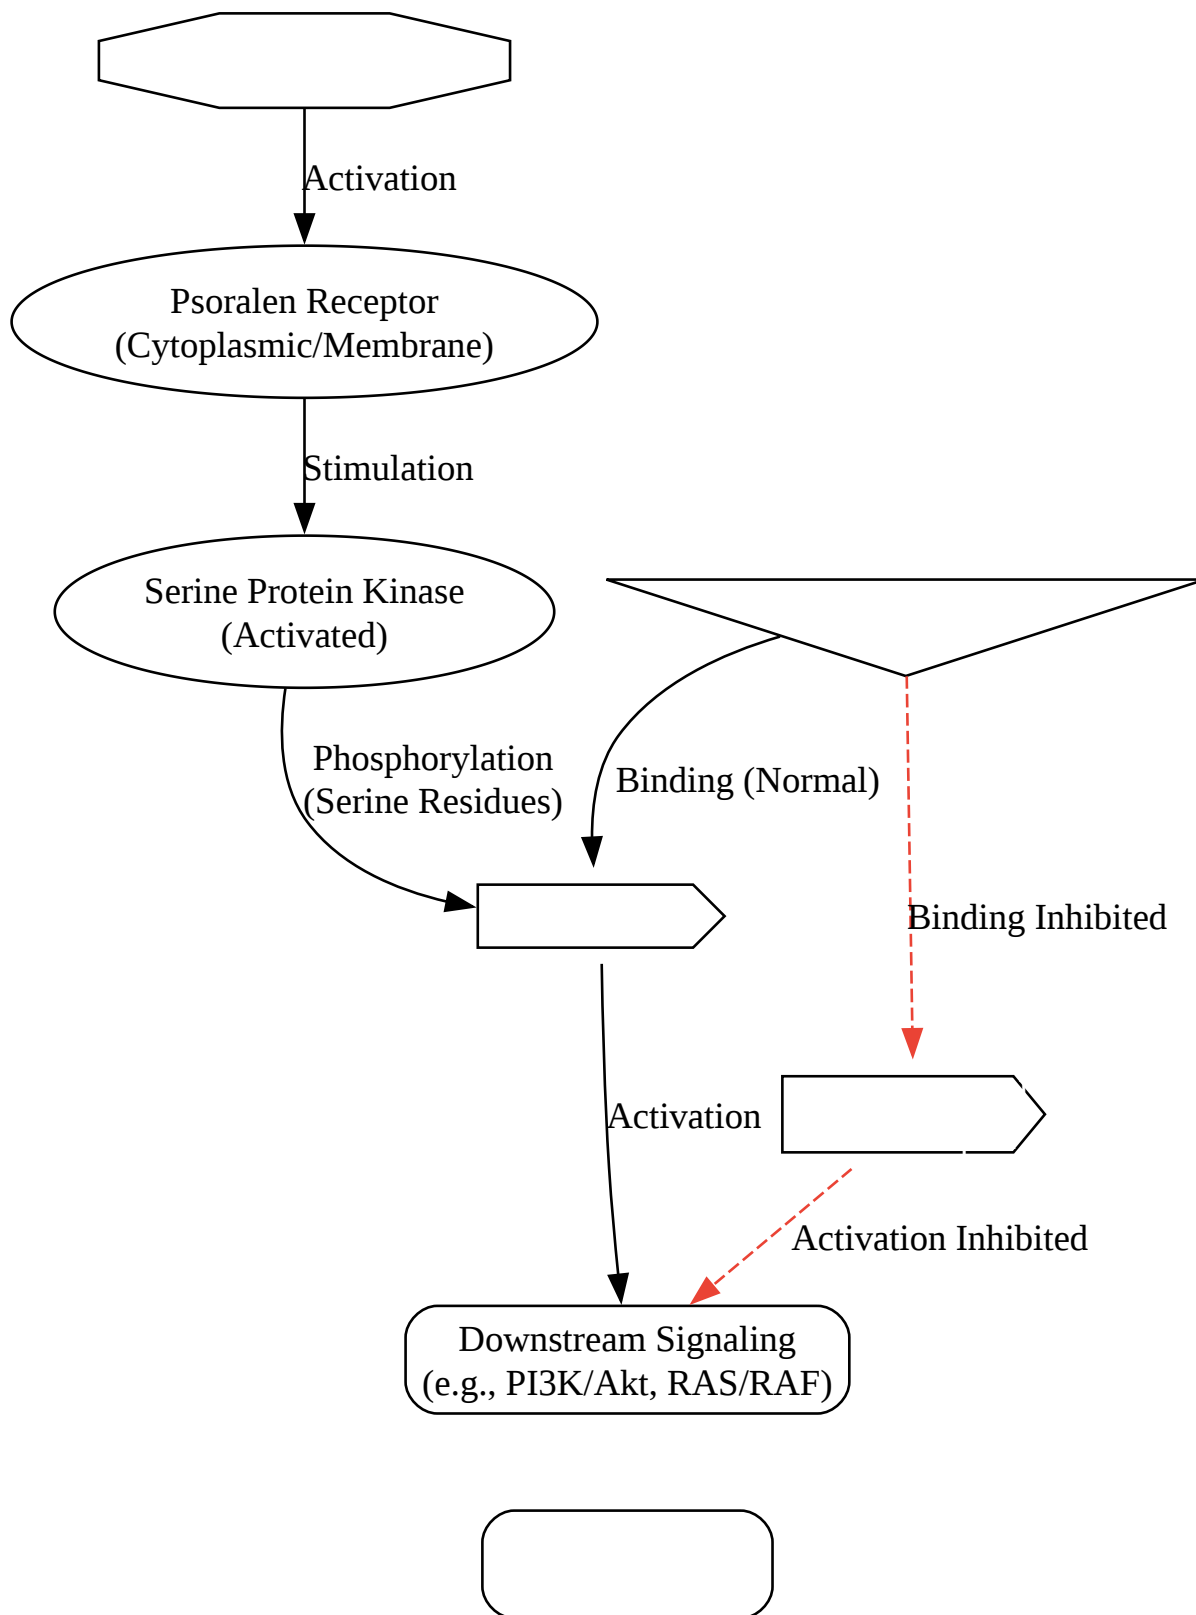 Activation
Psoralen Receptor
(Cytoplasmic/Membrane)
Stimulation
Serine Protein Kinase
(Activated)
Phosphorylation
(Serine Residues)
Binding (Normal)
Binding Inhibited
Activation
Activation Inhibited
Downstream Signaling
(e.g., PI3K/Akt, RAS/RAF)